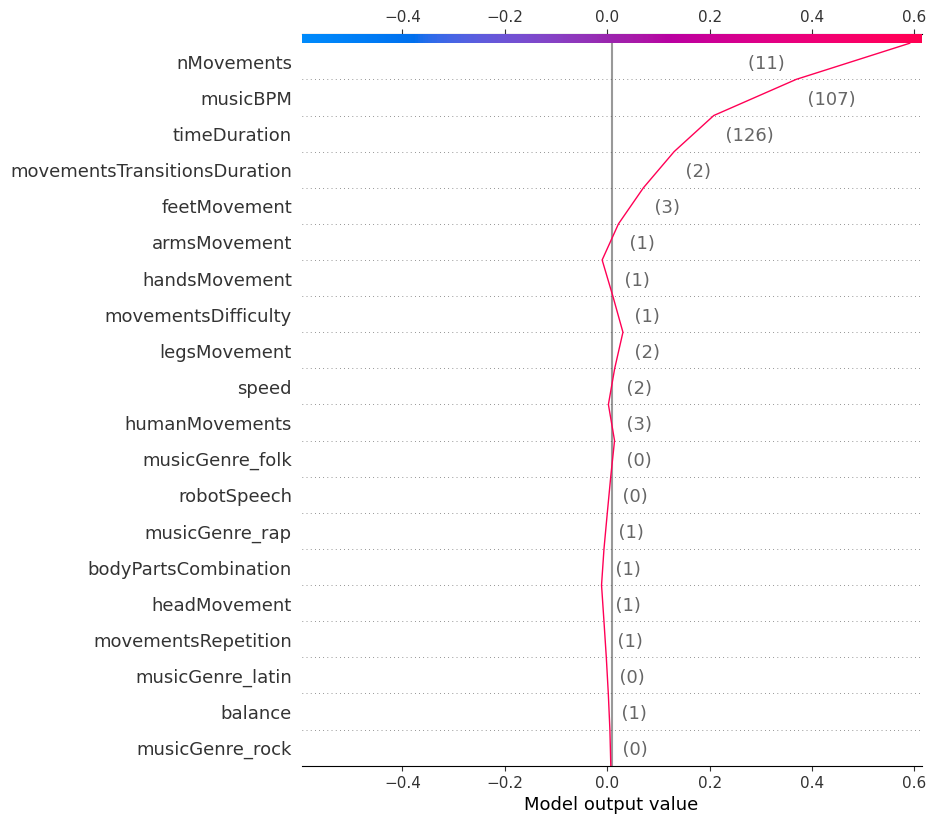 −0.4 −0.2 0.0 0.2 0.4 0.6
nMovements (11)
musicBPM (107)
timeDuration (126)
movementsTransitionsDuration (2)
feetMovement (3)
armsMovement (1)
handsMovement (1)
movementsDifficulty (1)
legsMovement (2)
speed (2)
humanMovements (3)
musicGenre_folk (0)
robotSpeech (0)
musicGenre_rap (1)
bodyPartsCombination (1)
headMovement (1)
movementsRepetition (1)
musicGenre_latin (0)
balance (1)
musicGenre_rock (0)
−0.4 −0.2 0.0 0.2 0.4 0.6
Model output value